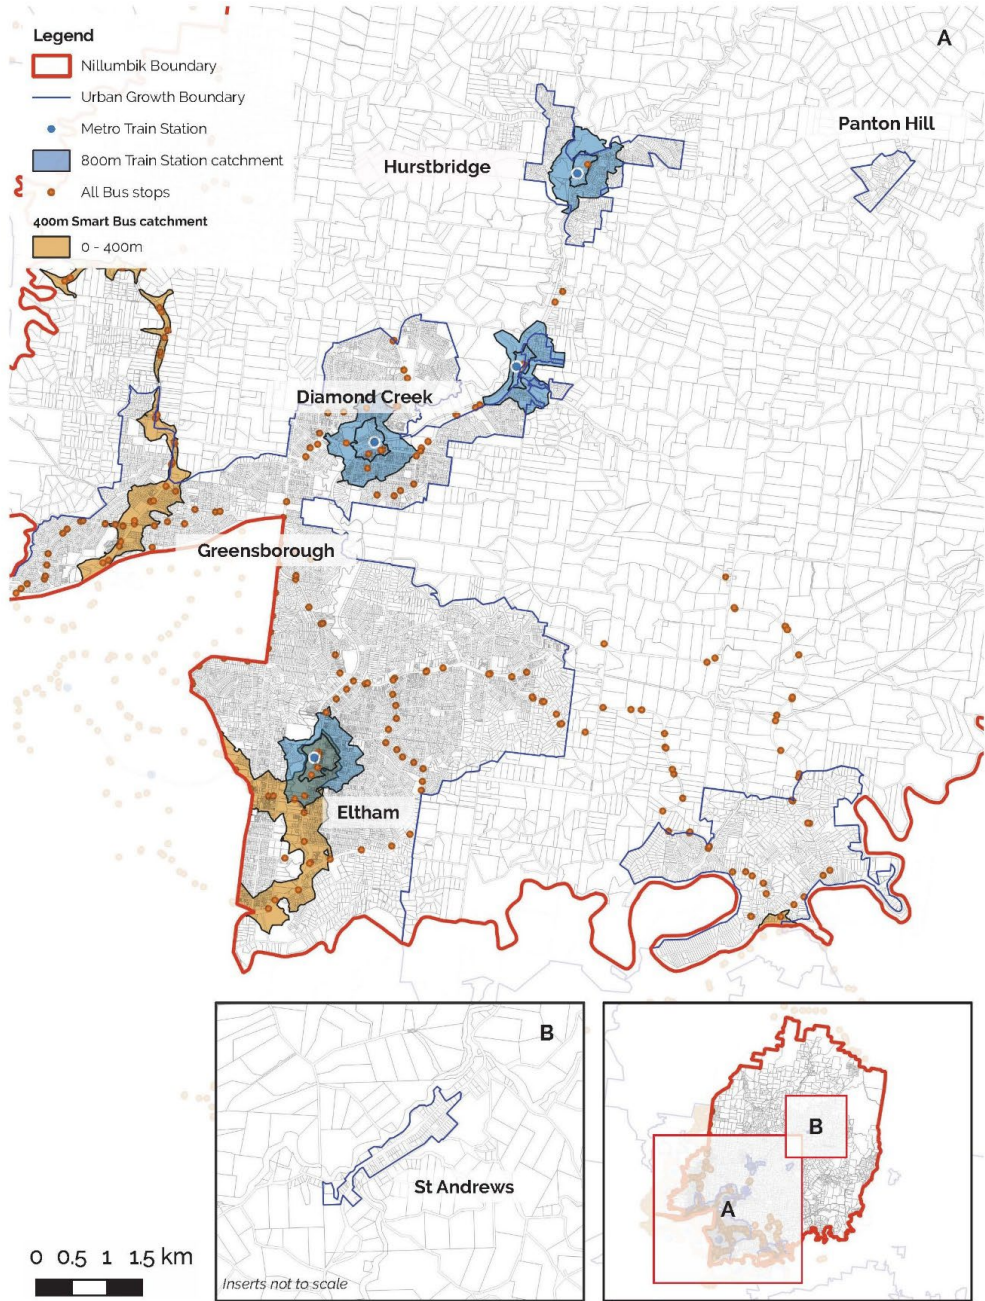 Legend
Nillumbik Boundary
Urban Growth Boundary
Metro Train Station
800m Train Station catchment
All Bus stops
400m Smart Bus catchment
0 - 400m
A
Panton Hill
Hurstbridge
Diamond Creek
Greensborough
Eltham
B
St Andrews
Inserts not to scale
B
A
0 0.5 1 1.5 km